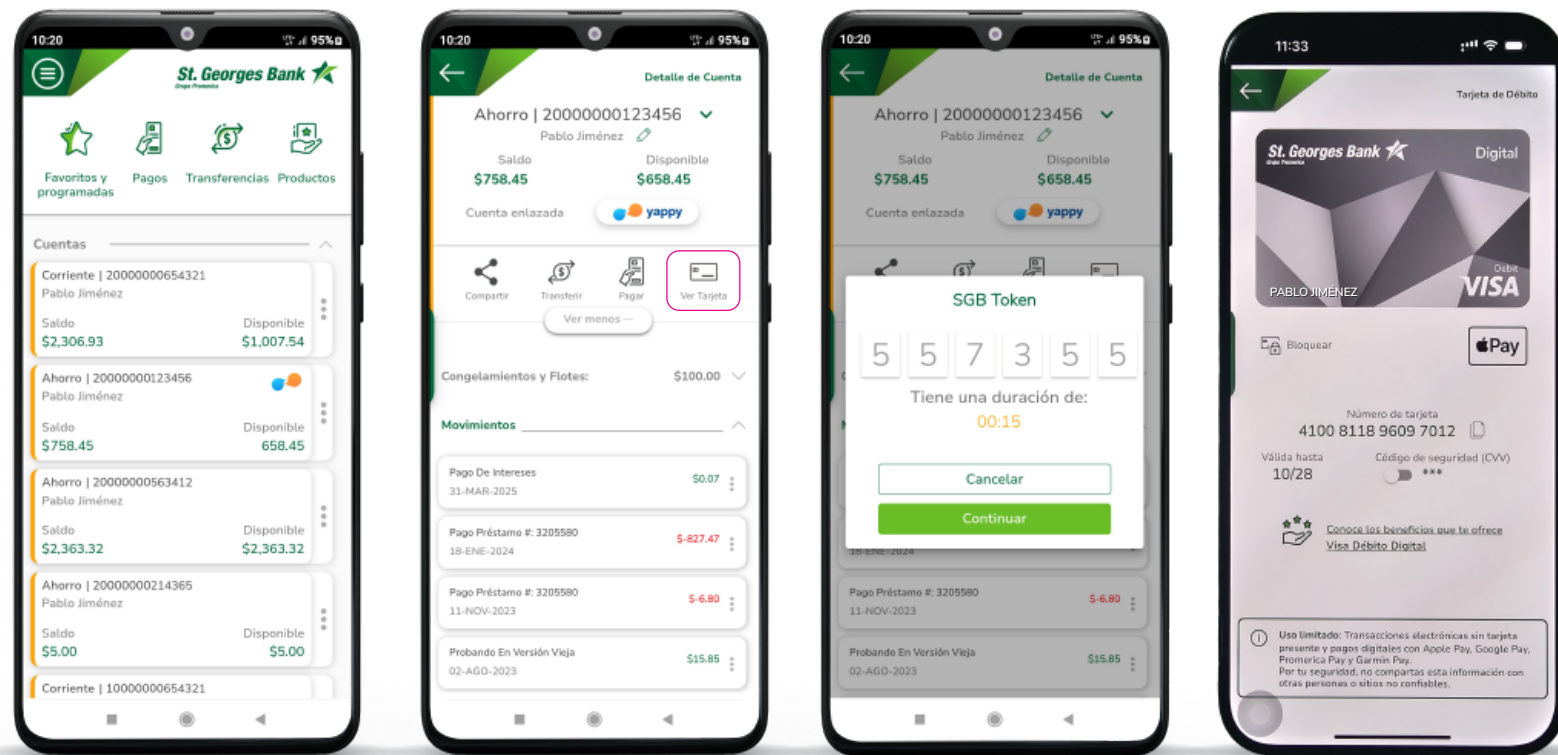 10:20
95%
St. Georges Bank
Grupo Promerica
Favoritos y programadas
Pagos
Transferencias
Productos
Cuentas
Corriente | 20000000654321
Pablo Jiménez
Saldo Disponible
$2,306.93 $1,007.54
Ahorro | 20000000123456
Pablo Jiménez
Saldo Disponible
$758.45 658.45
Ahorro | 20000000563412
Pablo Jiménez
Saldo Disponible
$2,363.32 $2,363.32
Ahorro | 20000000214365
Pablo Jiménez
Saldo Disponible
$5.00 $5.00
Corriente | 10000000654321
10:20
95%
Detalle de Cuenta
Ahorro | 20000000123456
Pablo Jiménez
Saldo Disponible
$758.45 $658.45
Cuenta enlazada yappy
Compartir Transferir Pagar Ver Tarjeta
Ver menos
Congelamientos y Flotes: $100.00
Movimientos
Pago De Intereses
$0.07
31-MAR-2025
Pago Préstamo #: 3205580
$-827.47
18-ENE-2024
Pago Préstamo #: 3205580
$-6.80
11-NOV-2023
Probando En Versión Vieja
$15.85
02-AGO-2023
10:20
95%
Detalle de Cuenta
Ahorro | 20000000123456
Pablo Jiménez
Saldo Disponible
$758.45 $658.45
Cuenta enlazada yappy
SGB Token
5 5 7 3 5 5
Tiene una duración de:
00:15
Cancelar
Continuar
18-ENE-2024
Pago Préstamo #: 3205580
$-6.80
11-NOV-2023
Probando En Versión Vieja
$15.85
02-AGO-2023
11:33
Tarjeta de Débito
St. Georges Bank Digital
Grupo Promerica
Debit
PABLO JIMÉNEZ VISA
Bloquear
Pay
Número de tarjeta
4100 8118 9609 7012
Válida hasta Código de seguridad (CVV)
10/28 ***
Conoce los beneficios que te ofrece
Visa Débito Digital
Uso limitado: Transacciones electrónicas sin tarjeta
presente y pagos digitales con Apple Pay, Google Pay,
Promerica Pay y Garmin Pay.
Por tu seguridad, no compartas esta información con
otras personas o sitios no confiables.